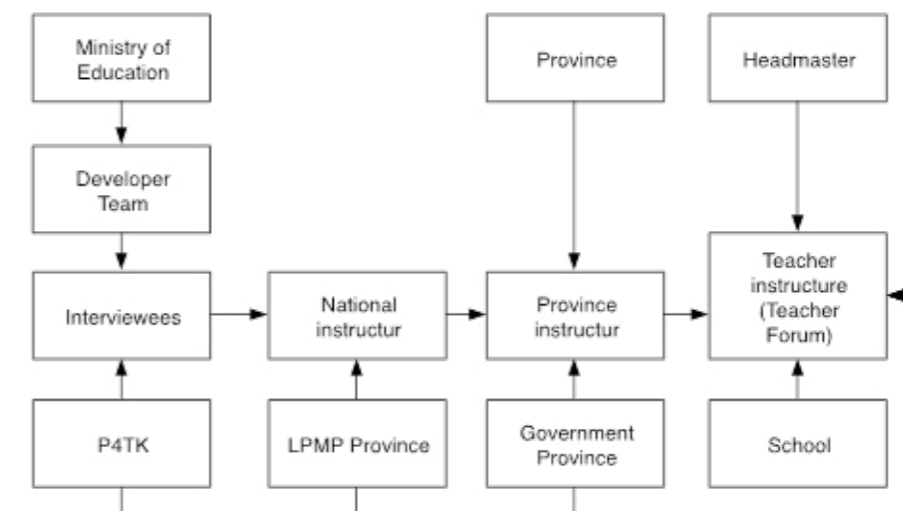 Ministry of
Education
Province
Headmaster
Developer
Team
Interviewees
National
instructur
Province
instructur
Teacher
instructure
(Teacher
Forum)
P4TK
LPMP Province
Government
Province
School